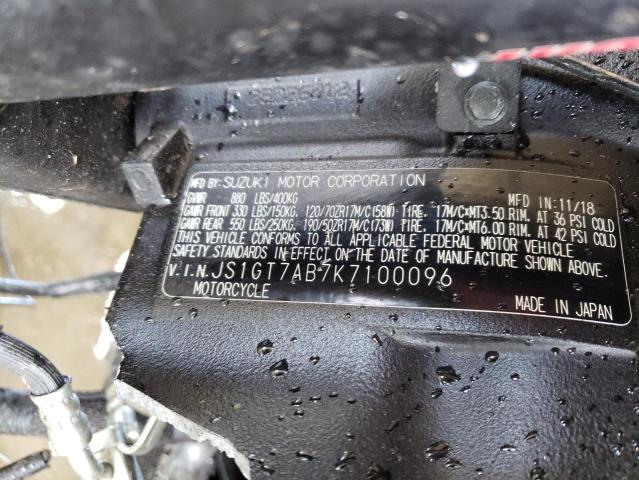 MFD BY: SUZUKI MOTOR CORPORATION
GVWR 880 LBS/400KG MFD IN: 11/18
GAWR FRONT 330 LBS/150KG. 120/70ZR17M/C(58W) TIRE. 17M/C×MT3.50 RIM. AT 36 PSI COLD
GAWR REAR 550 LBS/250KG. 190/50ZR17M/C(73W) TIRE. 17M/C×MT6.00 RIM. AT 42 PSI COLD
THIS VEHICLE CONFORMS TO ALL APPLICABLE FEDERAL MOTOR VEHICLE
SAFETY STANDARDS IN EFFECT ON THE DATE OF MANUFACTURE SHOWN ABOVE.
V.I.N. JS1GT7AB7K7100096
MOTORCYCLE MADE IN JAPAN